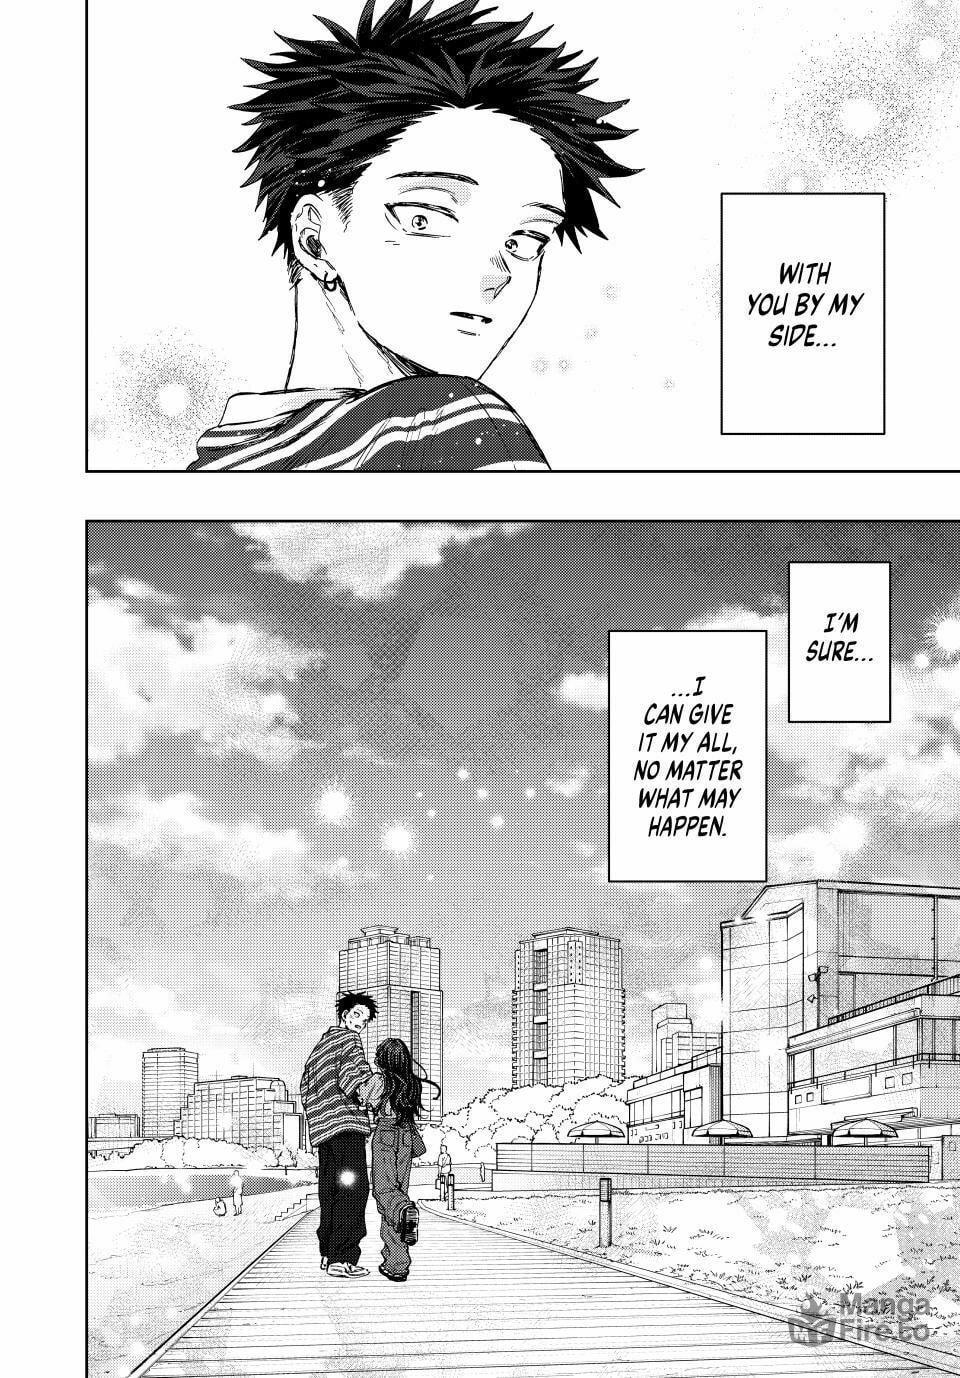 WITH
YOU BY MY
SIDE...
I'M
SURE...
...I
CAN GIVE
IT MY ALL,
NO MATTER
WHAT MAY
HAPPEN.
Manga
Fire.to